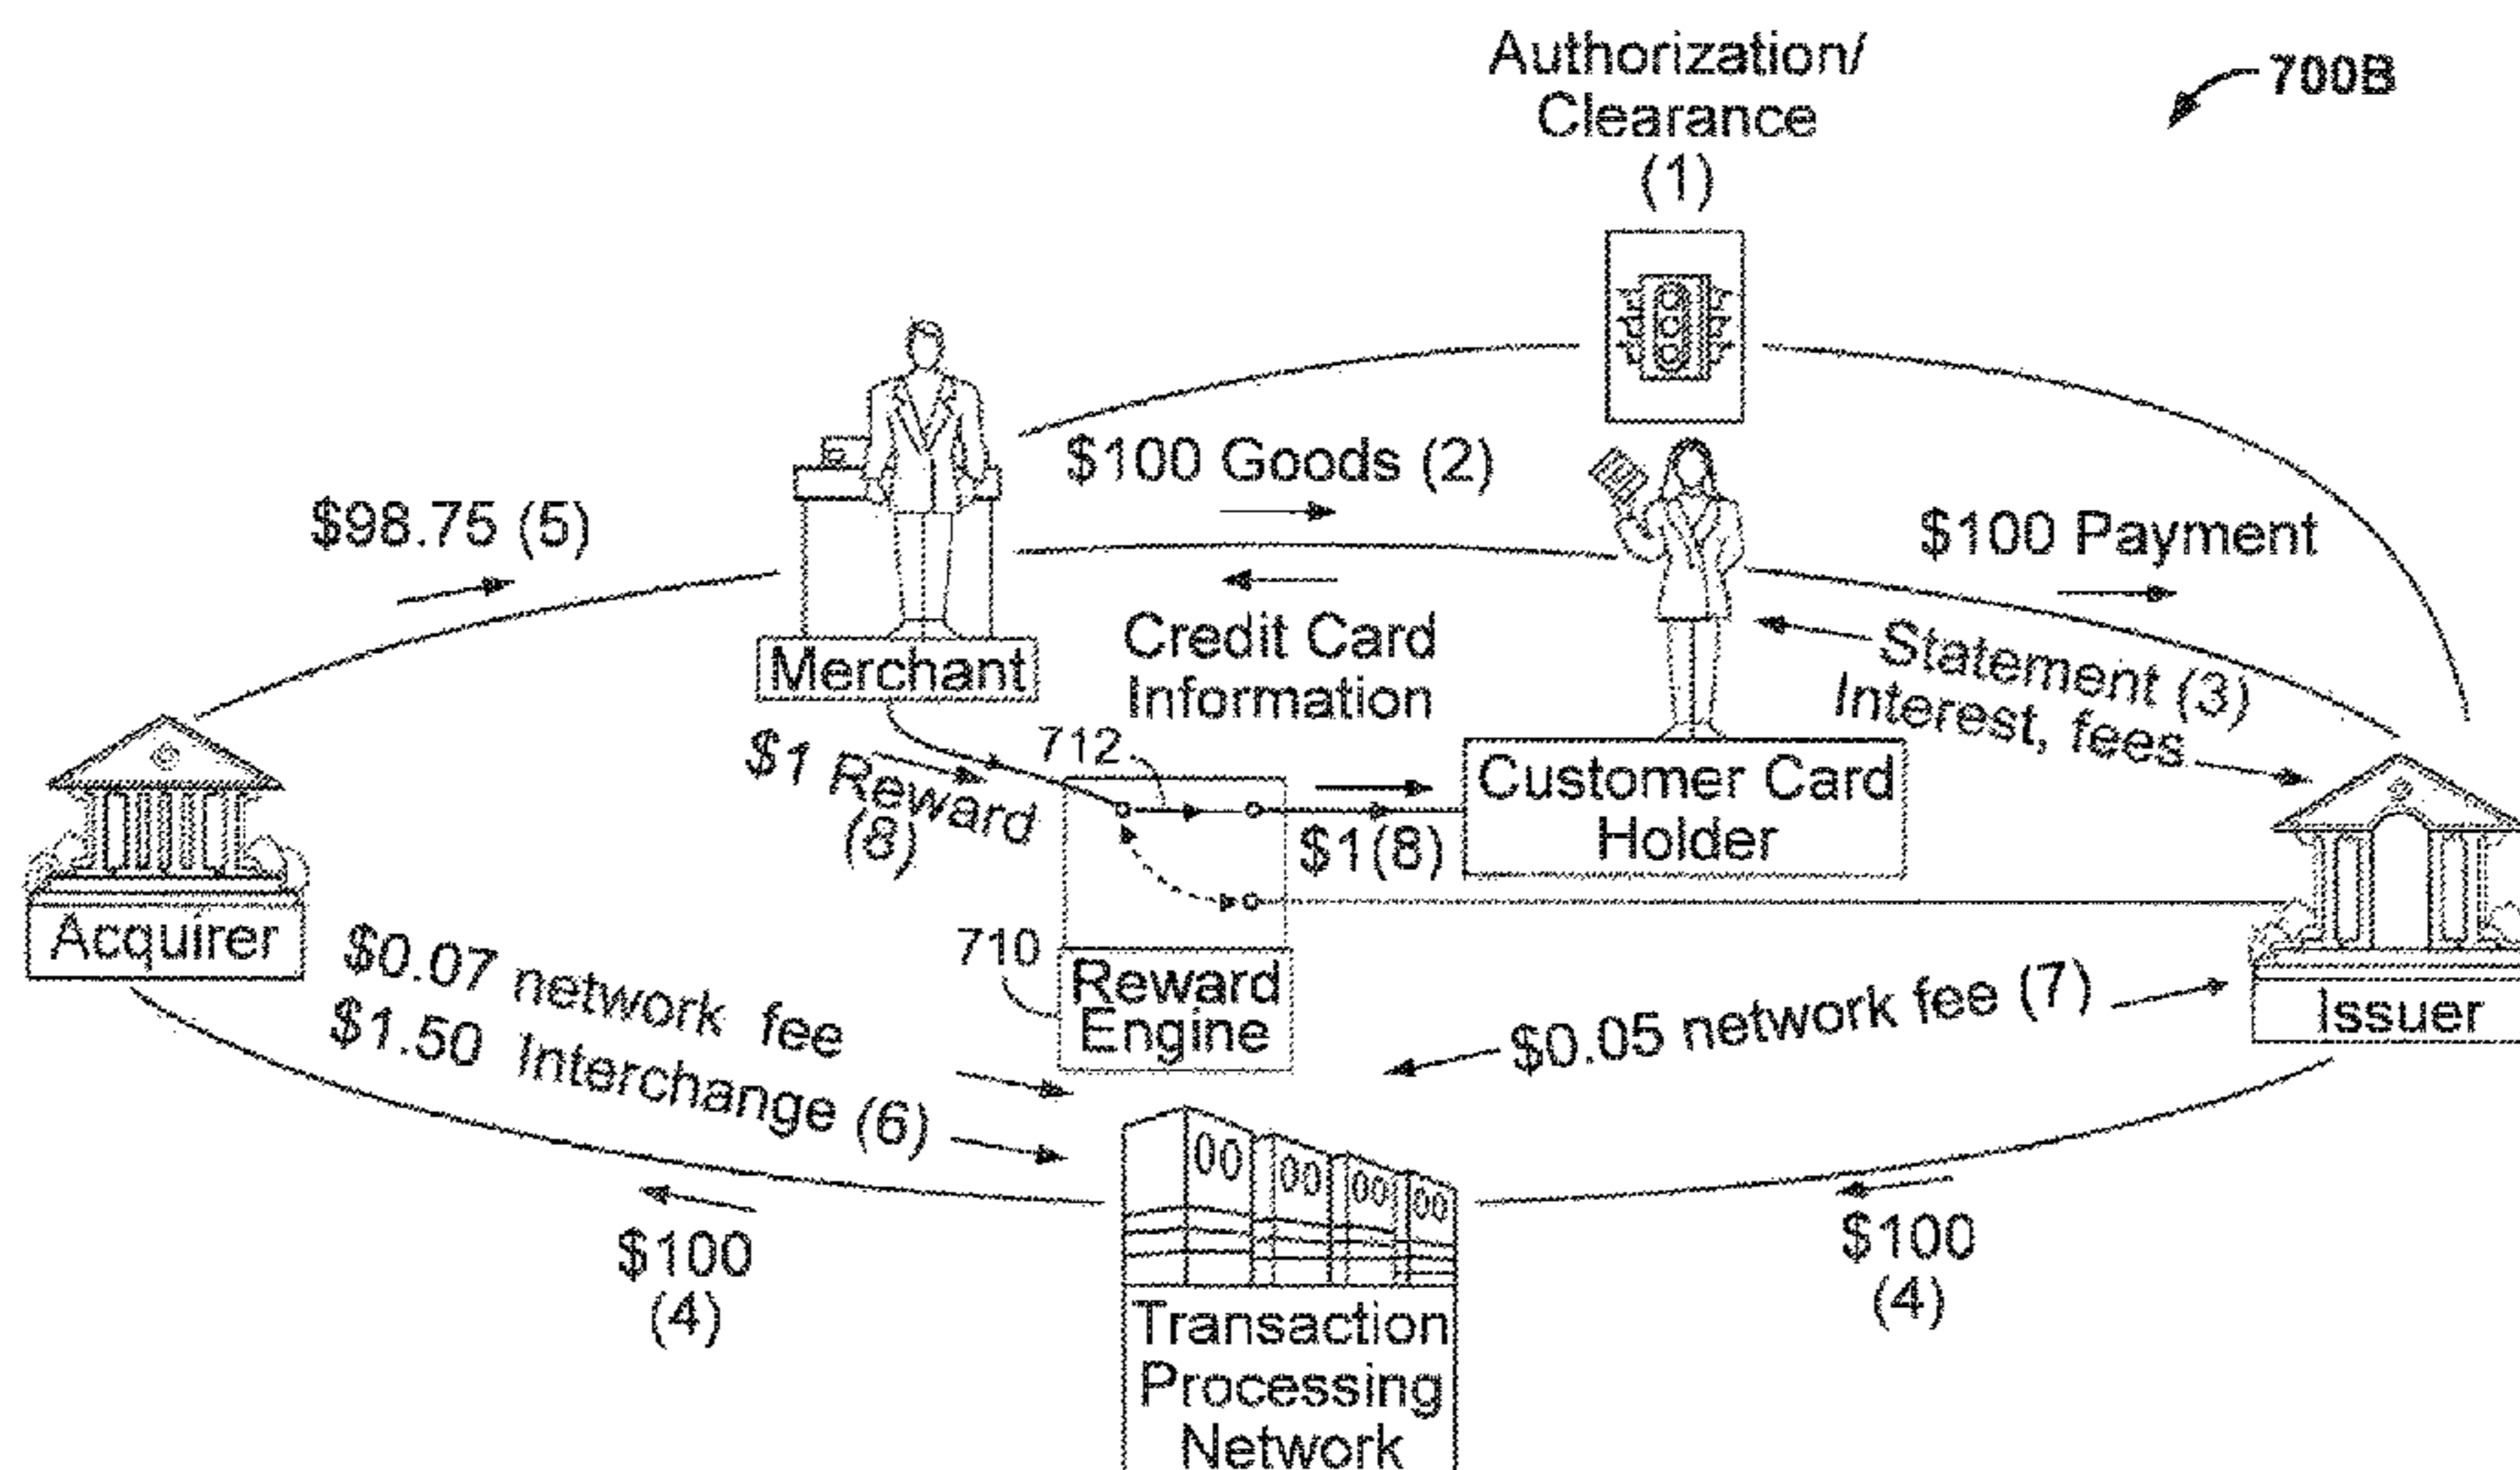 Authorization/
Clearance
(1)
700B
$100 Goods (2)
$98.75 (5)
$100 Payment
Credit Card
Information
Merchant
Statement (3)
Interest, fees
$1 Reward
(8)
712
$1(8)
Customer Card
Holder
Acquirer
710
Reward
Engine
$0.07 network fee
$1.50 Interchange (6)
$0.05 network fee (7)
Issuer
$100
(4)
$100
(4)
Transaction
Processing
Network